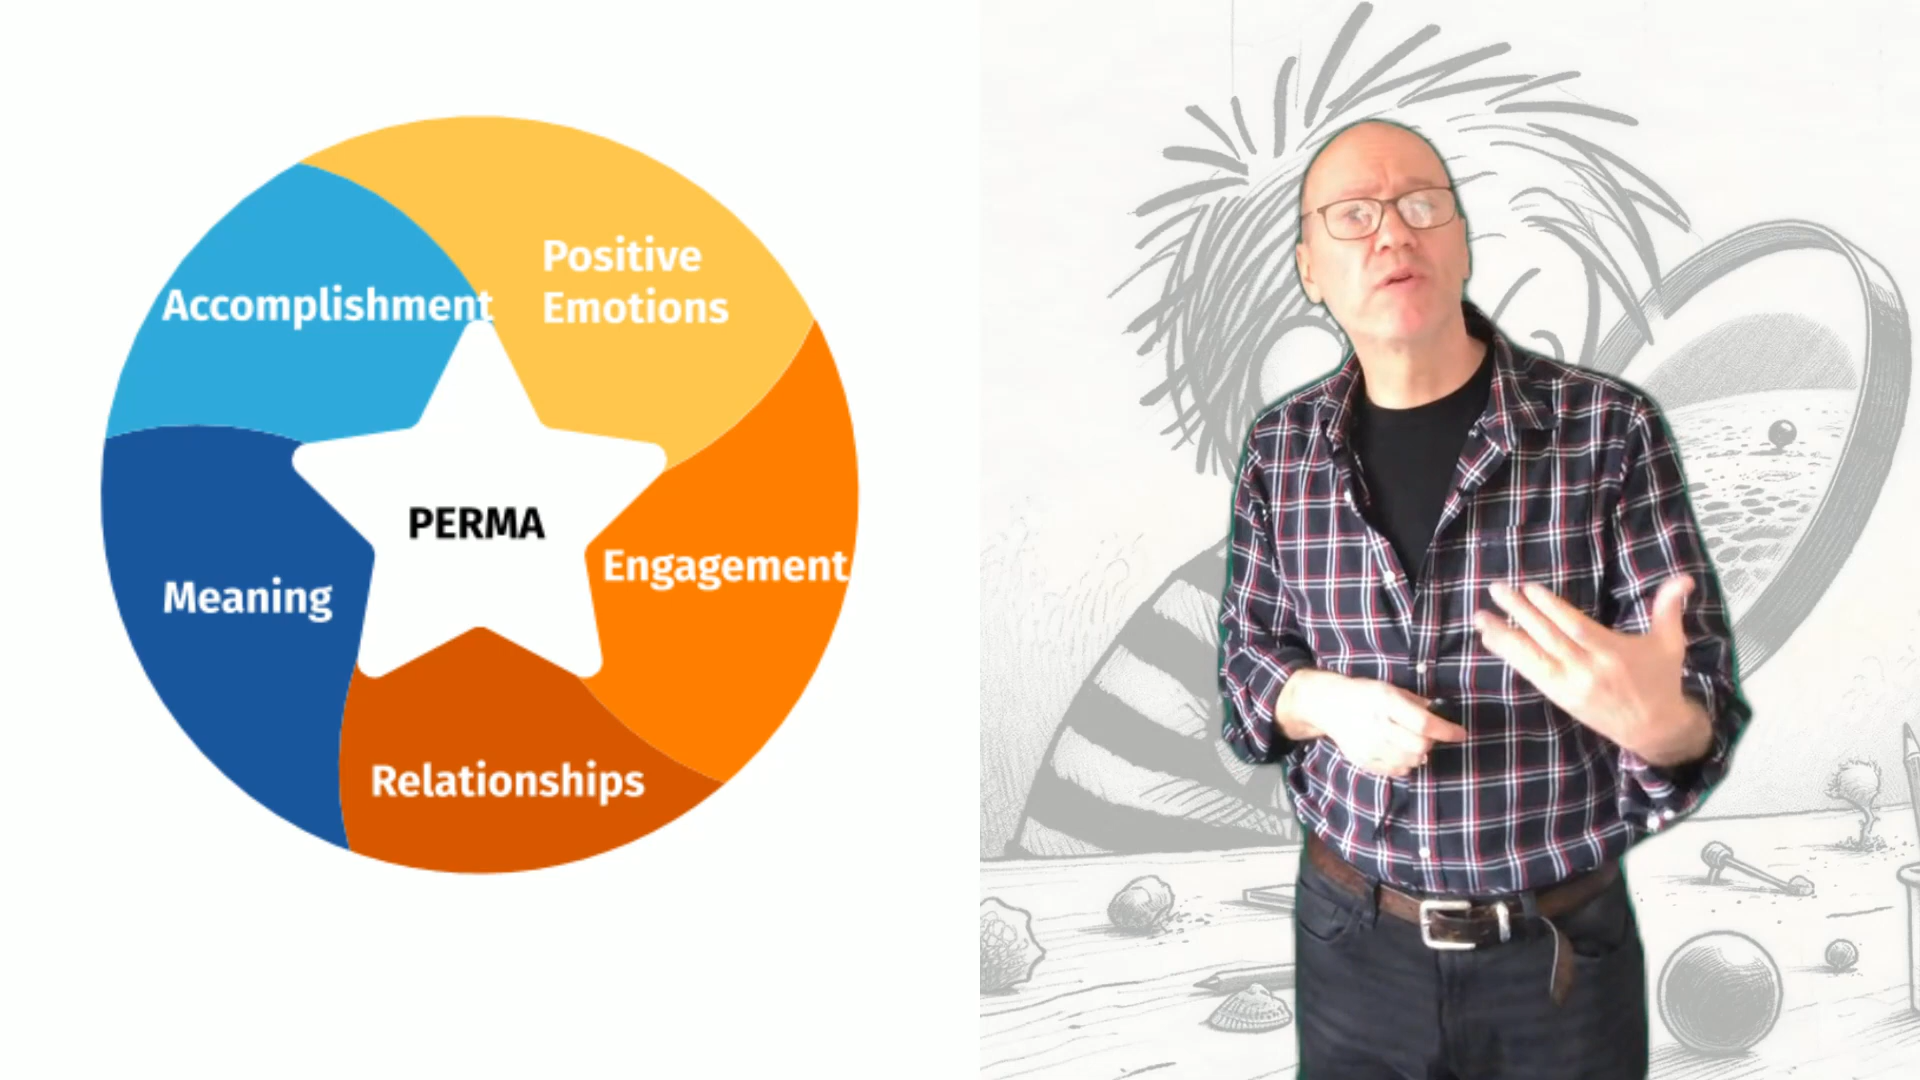 Positive
Emotions
Accomplishment
PERMA
Engagement
Meaning
Relationships